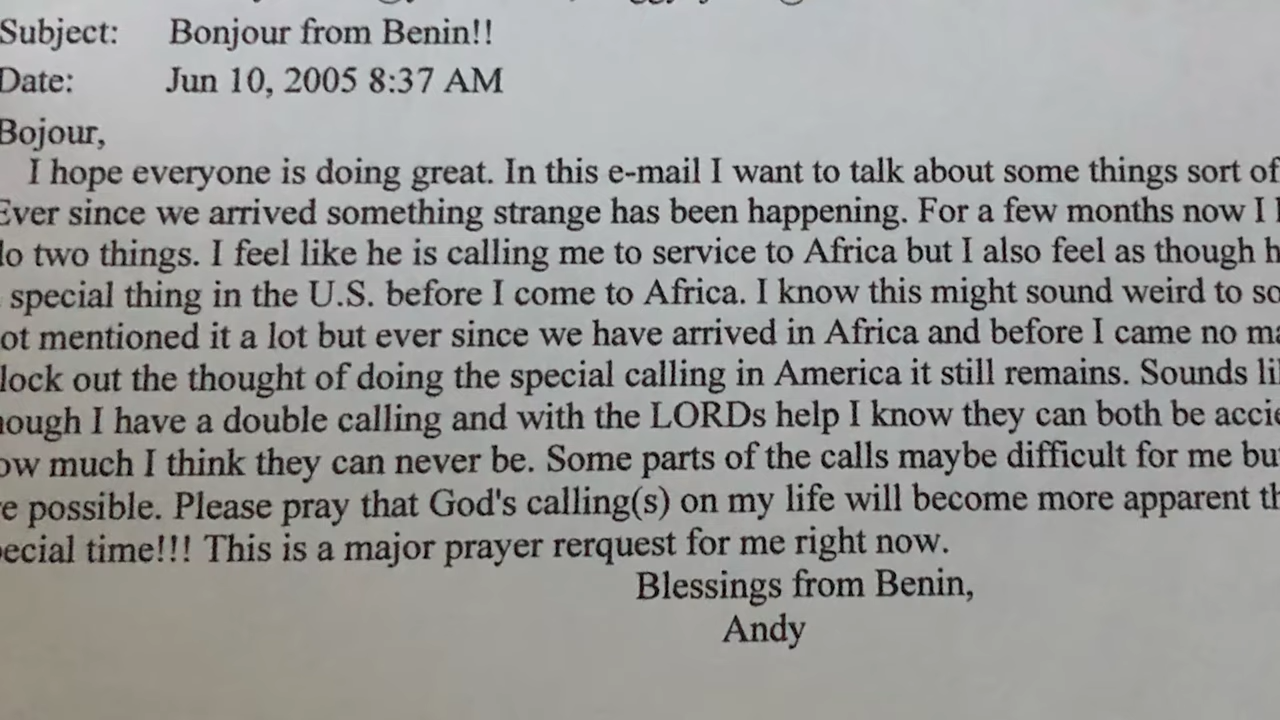 Subject: Bonjour from Benin!!
Date: Jun 10, 2005 8:37 AM
Bojour,
I hope everyone is doing great. In this e-mail I want to talk about some things sort of
Ever since we arrived something strange has been happening. For a few months now I
two things. I feel like he is calling me to service to Africa but I also feel as though
special thing in the U.S. before I come to Africa. I know this might sound weird to
mentioned it a lot but ever since we have arrived in Africa and before I came no
out the thought of doing the special calling in America it still remains. Sounds
I have a double calling and with the LORDs help I know they can both be
much I think they can never be. Some parts of the calls maybe difficult for me
possible. Please pray that God's calling(s) on my life will become more apparent
time!!! This is a major prayer rerquest for me right now.
Blessings from Benin,
Andy